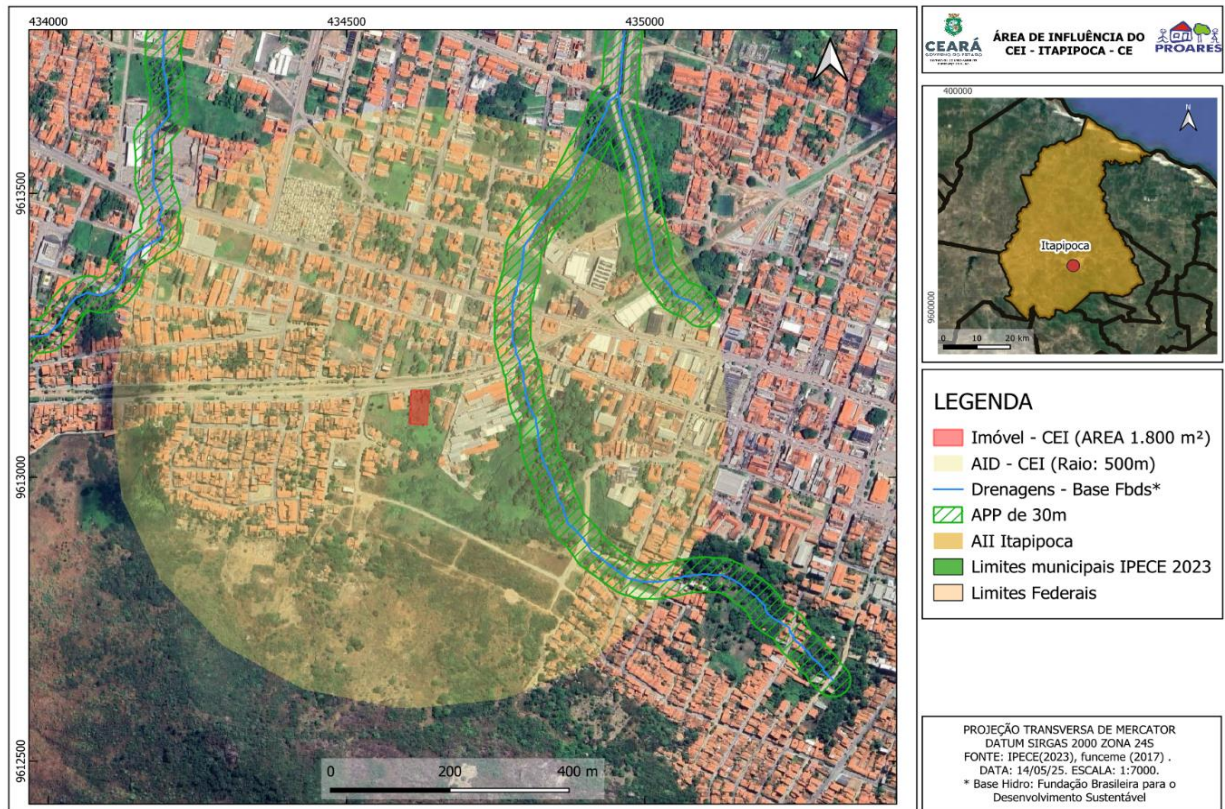 434000
434500
435000
9613500
9613000
9612500
0 200 400 m
CEARÁ
GOVERNO DO ESTADO
ÁREA DE INFLUÊNCIA DO
CEI - ITAPIPOCA - CE
PROARES
400000
9600000
N
Itapipoca
0 10 20 km
LEGENDA
Imóvel - CEI (AREA 1.800 m²)
AID - CEI (Raio: 500m)
Drenagens - Base Fbds*
APP de 30m
AII Itapipoca
Limites municipais IPECE 2023
Limites Federais
PROJEÇÃO TRANSVERSA DE MERCATOR
DATUM SIRGAS 2000 ZONA 24S
FONTE: IPECE(2023), funceme (2017) .
DATA: 14/05/25. ESCALA: 1:7000.
* Base Hidro: Fundação Brasileira para o
Desenvolvimento Sustentável